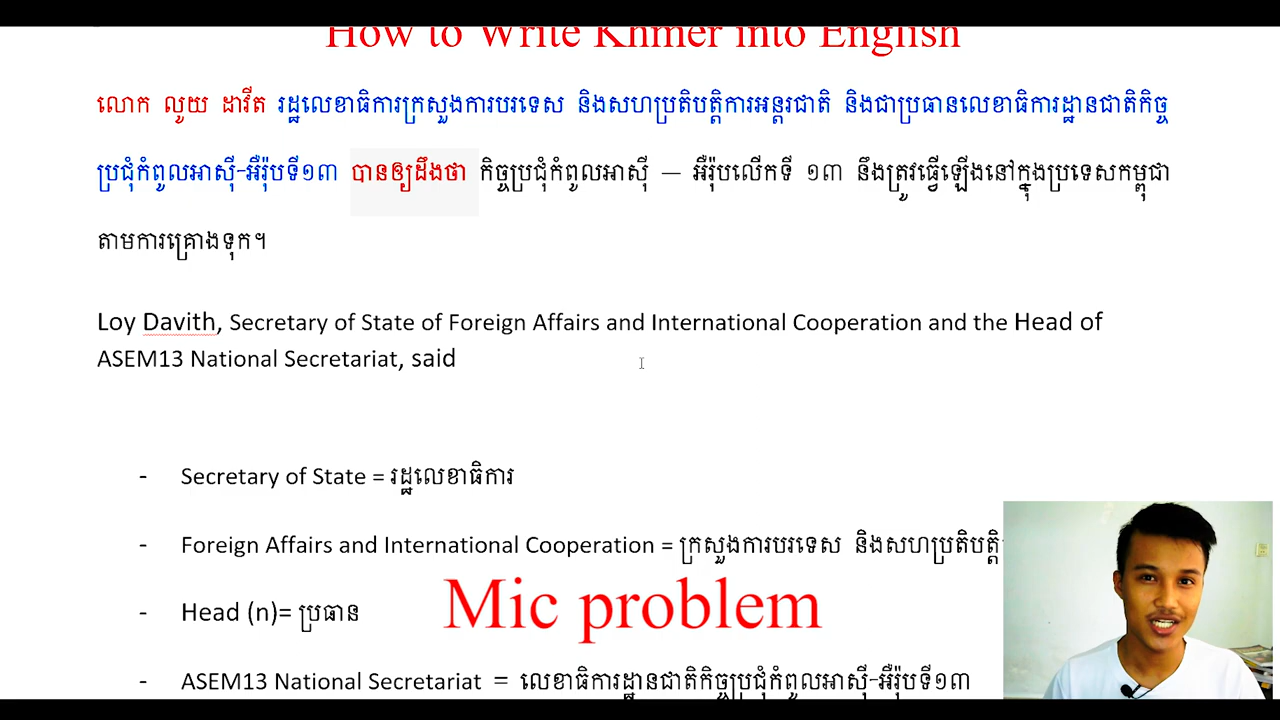 How to Write Khmer into English
លោក លូយ ដាវីត រដ្ឋលេខាធិការក្រសួងការបរទេស និងសហប្រតិបត្តិការអន្តរជាតិ និងជាប្រធានលេខាធិការដ្ឋានជាតិកិច្ច
ប្រជុំកំពូលអាស៊ី-អឺរ៉ុបទី១៣ បានឲ្យដឹងថា កិច្ចប្រជុំកំពូលអាស៊ី – អឺរ៉ុបលើកទី ១៣ នឹងត្រូវធ្វើឡើងនៅក្នុងប្រទេសកម្ពុជា
តាមការគ្រោងទុក។
Loy Davith, Secretary of State of Foreign Affairs and International Cooperation and the Head of
ASEM13 National Secretariat, said
- Secretary of State = រដ្ឋលេខាធិការ
- Foreign Affairs and International Cooperation = ក្រសួងការបរទេស និងសហប្រតិបត្តិ
- Head (n)= ប្រធាន
Mic problem
- ASEM13 National Secretariat = លេខាធិការដ្ឋានជាតិកិច្ចប្រជុំកំពូលអាស៊ី-អឺរ៉ុបទី១៣